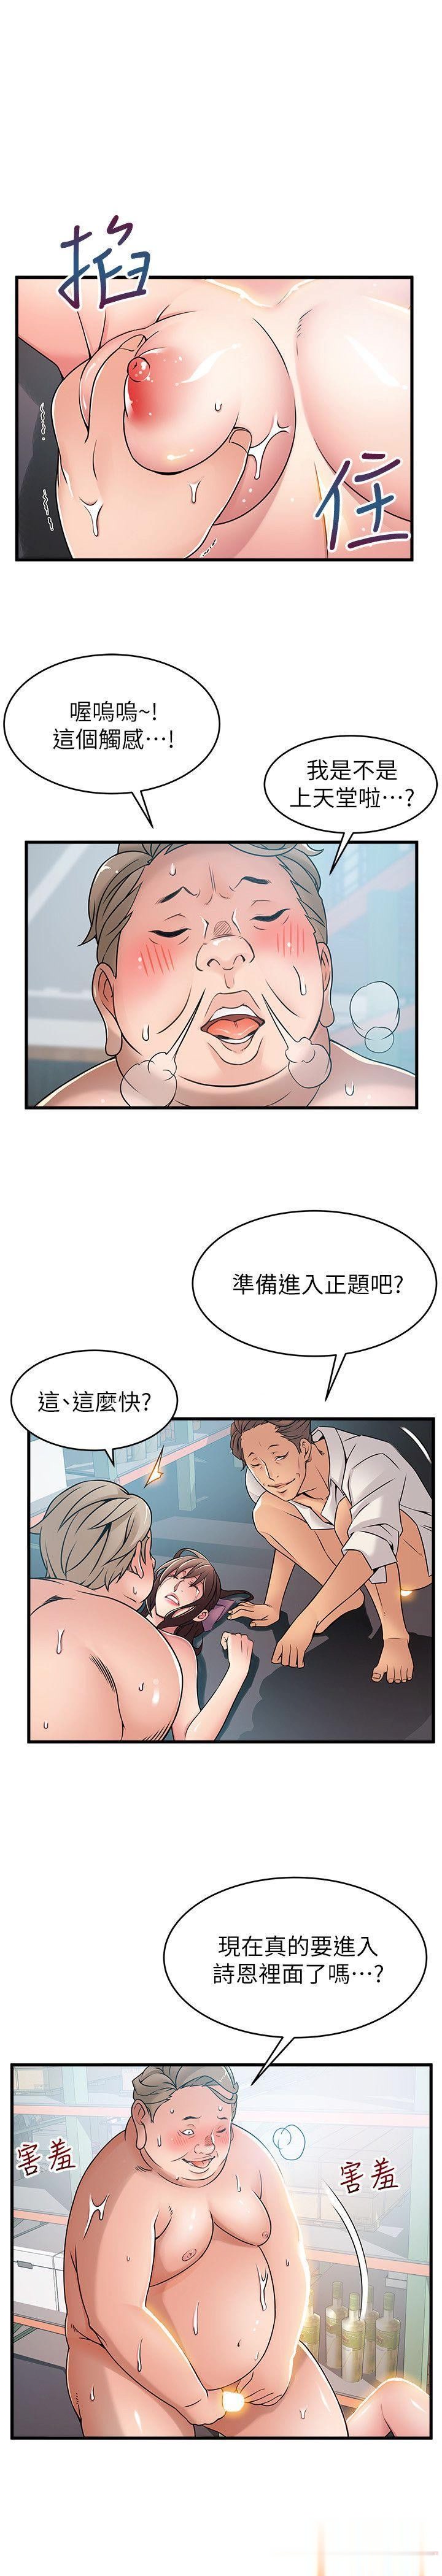 掐
住
喔嗚嗚~!
這個觸感⋯!
我是不是
上天堂啦⋯?
準備進入正題吧?
這、這麼快?
現在真的要進入
詩恩裡面了嗎⋯?
害羞
害羞